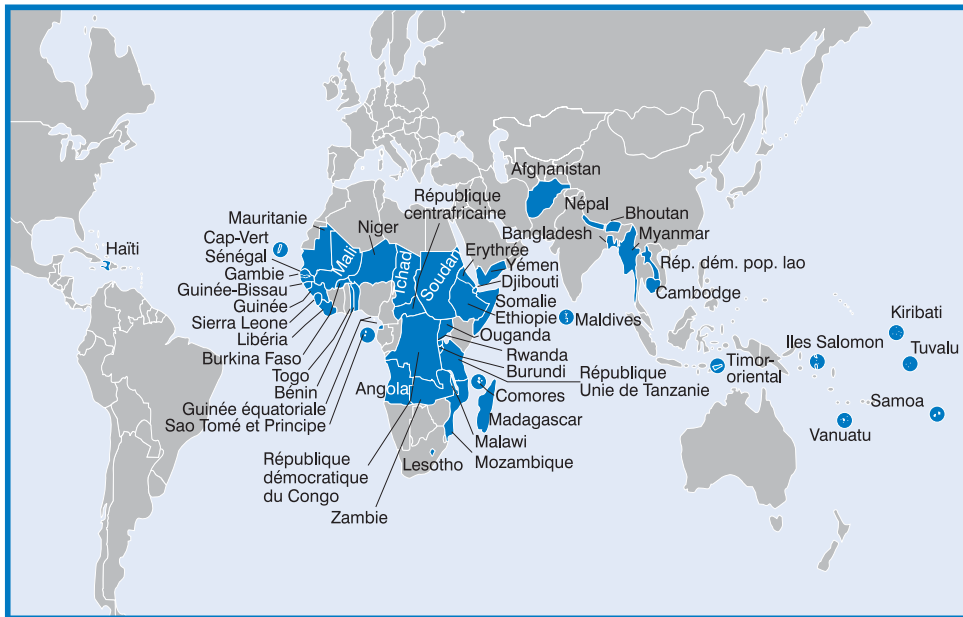 Haïti
Mauritanie
Cap-Vert
Sénégal
Gambie
Guinée-Bissau
Guinée
Sierra Leone
Libéria
Burkina Faso
Togo
Bénin
Guinée équatoriale
Sao Tomé et Principe
Mali
Niger
Tchad
Soudan
République
centrafricaine
Erythrée
Yémen
Djibouti
Somalie
Ethiopie
Ouganda
Rwanda
Burundi
République
Unie de Tanzanie
Comores
Madagascar
Malawi
Mozambique
Angola
Lesotho
République
démocratique
du Congo
Zambie
Afghanistan
Népal
Bhoutan
Bangladesh
Myanmar
Rép. dém. pop. lao
Cambodge
Maldives
Timor-
oriental
Iles Salomon
Kiribati
Tuvalu
Samoa
Vanuatu